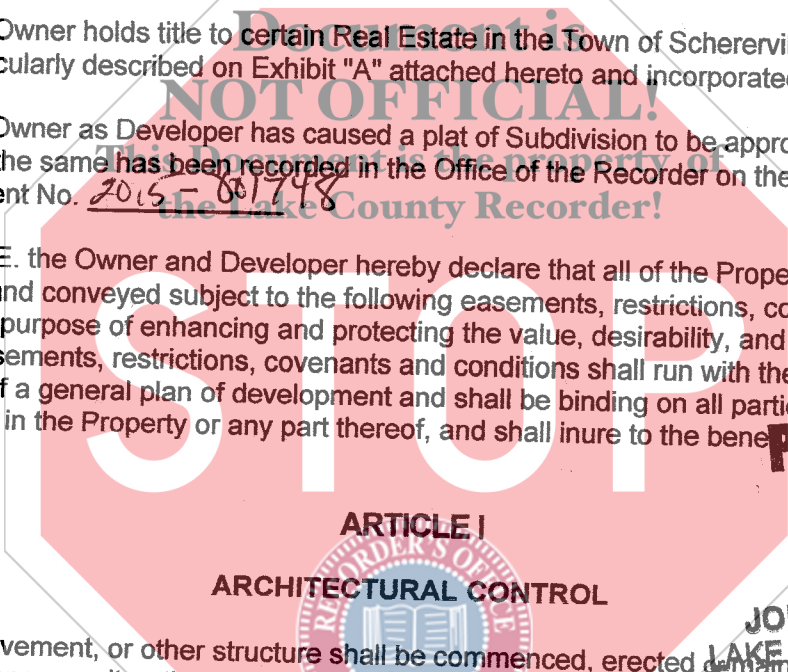 Document is
Owner holds title to certain Real Estate in the Town of Scherervi
cularly described on Exhibit "A" attached hereto and incorporate
NOT OFFICIAL!
Owner as Developer has caused a plat of Subdivision to be appro
This Document is the property of
the same has been recorded in the Office of the Recorder on the
ent No. 2015-001748
the Lake County Recorder!
E. the Owner and Developer hereby declare that all of the Prope
nd conveyed subject to the following easements, restrictions, co
purpose of enhancing and protecting the value, desirability, and
sements, restrictions, covenants and conditions shall run with the
f a general plan of development and shall be binding on all parti
in the Property or any part thereof, and shall inure to the bene
STOP
ARTICLE I
RECORDER'S OFFICE
ARCHITECTURAL CONTROL
JO
LAKE
vement, or other structure shall be commenced, erected